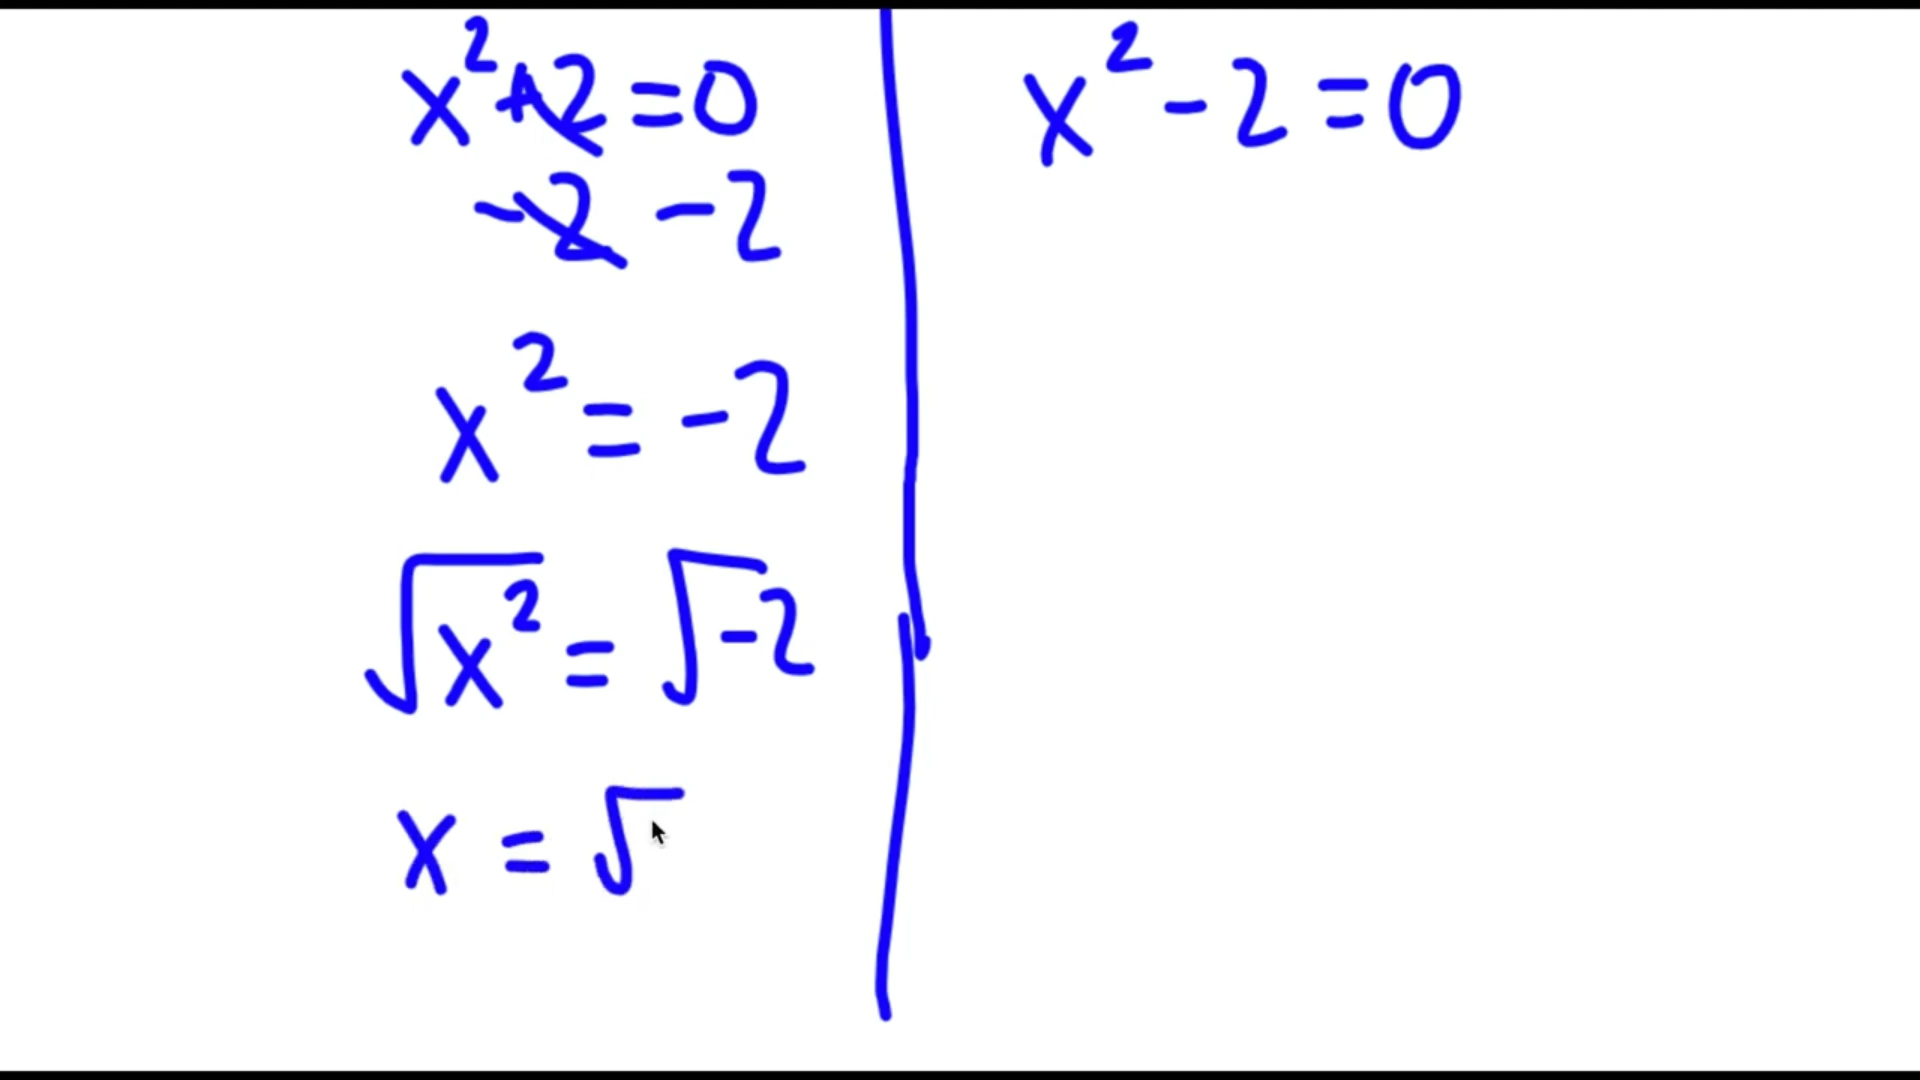 x²+2=0
-2 -2
x²=-2
√x²=√-2
x=√
x²-2=0